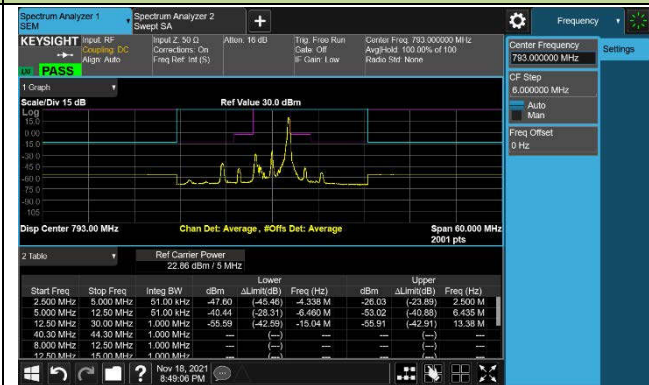 Spectrum Analyzer 1
SEM
Spectrum Analyzer 2
Swept SA
+
Frequency
KEYSIGHT
Input: RF
Coupling: DC
Align: Auto
Input Z: 50 Ω
Corrections: On
Freq Ref: Int (S)
Atten: 16 dB
Trig: Free Run
Gate: Off
IF Gain: Low
Center Freq: 793.000000 MHz
Avg|Hold: 100.00% of 100
Radio Std: None
PASS
Center Frequency
793.000000 MHz
Settings
CF Step
6.000000 MHz
Auto
Man
Freq Offset
0 Hz
1 Graph
Scale/Div 15 dB
Ref Value 30.0 dBm
Log
15.0
0.00
-15.0
-30.0
-45.0
-60.0
-75.0
-90.0
-105
Disp Center 793.00 MHz
Chan Det: Average, #Offs Det: Average
Span 60.000 MHz
2001 pts
2 Table
Ref Carrier Power
22.86 dBm / 5 MHz
Lower
Upper
Start Freq Stop Freq Integ BW dBm ΔLimit(dB) Freq (Hz) dBm ΔLimit(dB) Freq (Hz)
2.500 MHz 5.000 MHz 51.00 kHz -47.60 (-45.46) -4.338 M -26.03 (-23.89) 2.500 M
5.000 MHz 12.50 MHz 51.00 kHz -40.44 (-28.31) -6.460 M -53.02 (-40.88) 6.435 M
12.50 MHz 30.00 MHz 1.000 MHz -55.59 (-42.59) -15.04 M -55.91 (-42.91) 13.38 M
40.30 MHz 44.30 MHz 1.000 MHz --- (---) --- --- (---) ---
8.000 MHz 12.50 MHz 1.000 MHz --- (---) --- --- (---) ---
12.50 MHz 15.00 MHz 1.000 MHz --- (---) --- --- (---) ---
?
Nov 18, 2021
8:49:06 PM